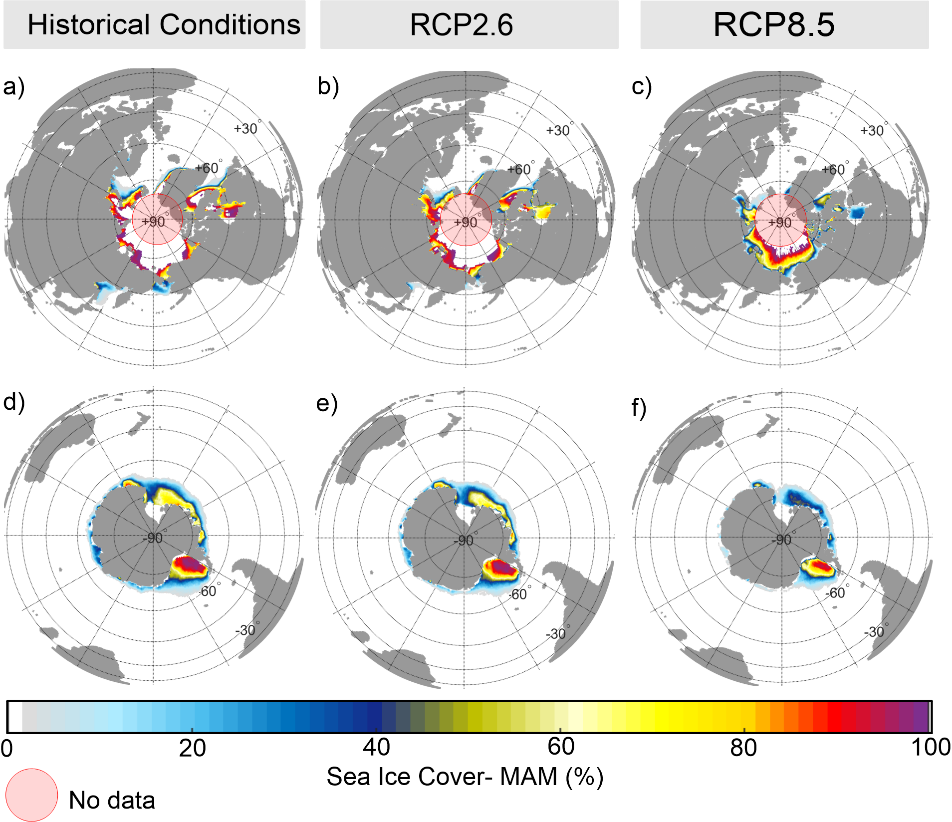 Historical Conditions RCP2.6 RCP8.5
a) b) c)
+30° +30° +30°
+60° +60° +60°
+90 +90 +90
d) e) f)
-90 -90 -90
-60° -60° -60°
-30° -30° -30°
0 20 40 60 80 100
Sea Ice Cover- MAM (%)
No data